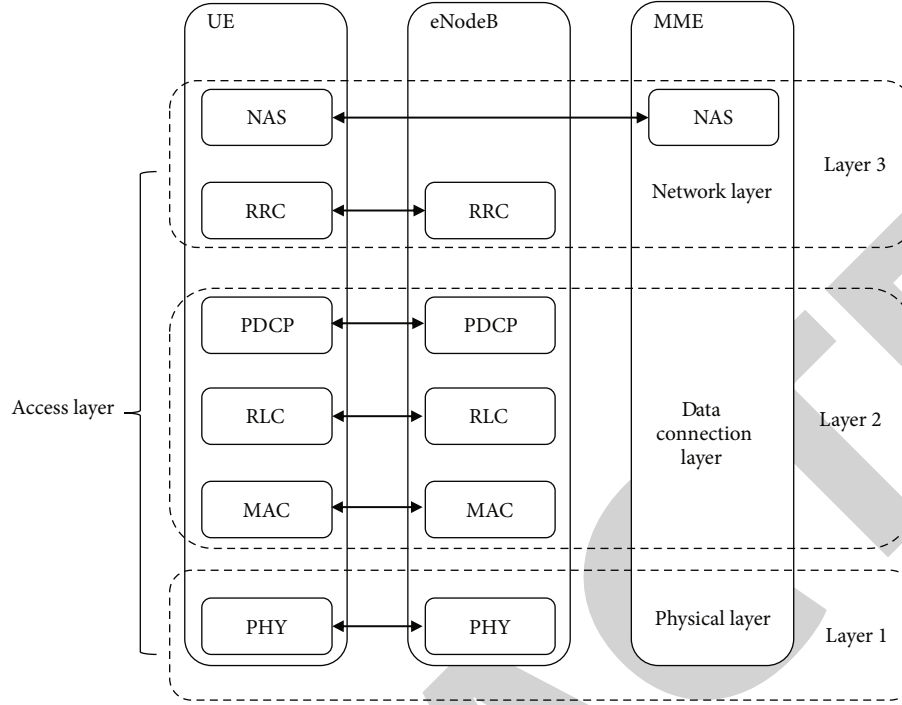 UE
eNodeB
MME
NAS
NAS
Layer 3
Network layer
RRC
RRC
PDCP
PDCP
Access layer
RLC
RLC
Data
connection
layer
Layer 2
MAC
MAC
PHY
PHY
Physical layer
Layer 1